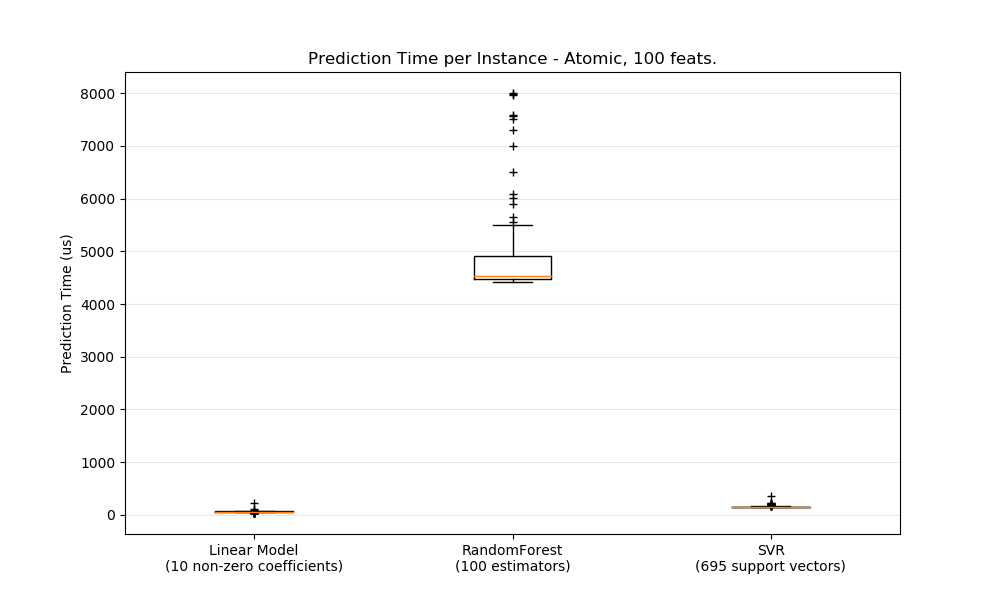 Prediction Time per Instance - Atomic, 100 feats.
Prediction Time (us)
8000
7000
6000
5000
4000
3000
2000
1000
0
Linear Model
(10 non-zero coefficients)
RandomForest
(100 estimators)
SVR
(695 support vectors)